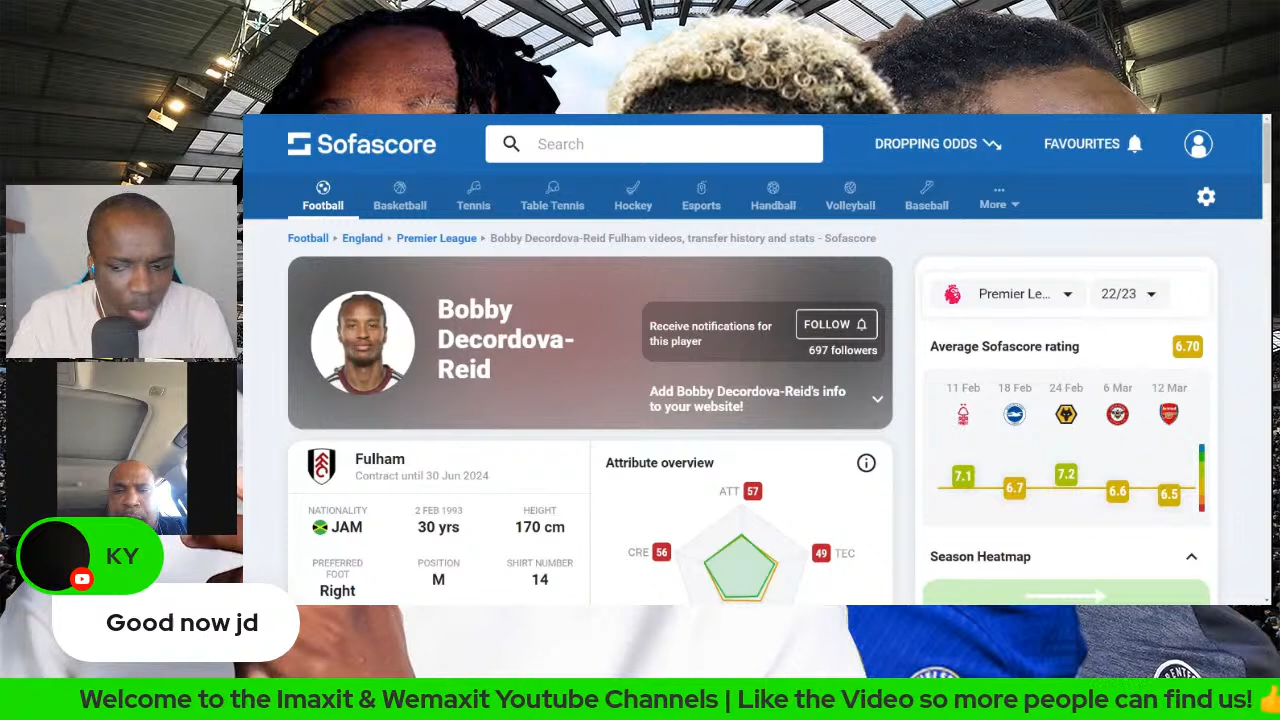 Sofascore
Search
DROPPING ODDS
FAVOURITES
Football
Basketball
Tennis
Table Tennis
Hockey
Esports
Handball
Volleyball
Baseball
More
Football
England
Premier League
Bobby Decordova-Reid Fulham videos, transfer history and stats - Sofascore
Bobby
Decordova-
Reid
Receive notifications for
this player
FOLLOW
697 followers
Add Bobby Decordova-Reid's info
to your website!
Premier Le...
22/23
Average Sofascore rating
6.70
11 Feb
18 Feb
24 Feb
6 Mar
12 Mar
7.1
6.7
7.2
6.6
6.5
Season Heatmap
Fulham
Contract until 30 Jun 2024
NATIONALITY
JAM
2 FEB 1993
30 yrs
HEIGHT
170 cm
PREFERRED
FOOT
Right
POSITION
M
SHIRT NUMBER
14
Attribute overview
ATT 57
CRE 56
49 TEC
KY
Good now jd
Welcome to the Imaxit & Wemaxit Youtube Channels | Like the Video so more people can find us!